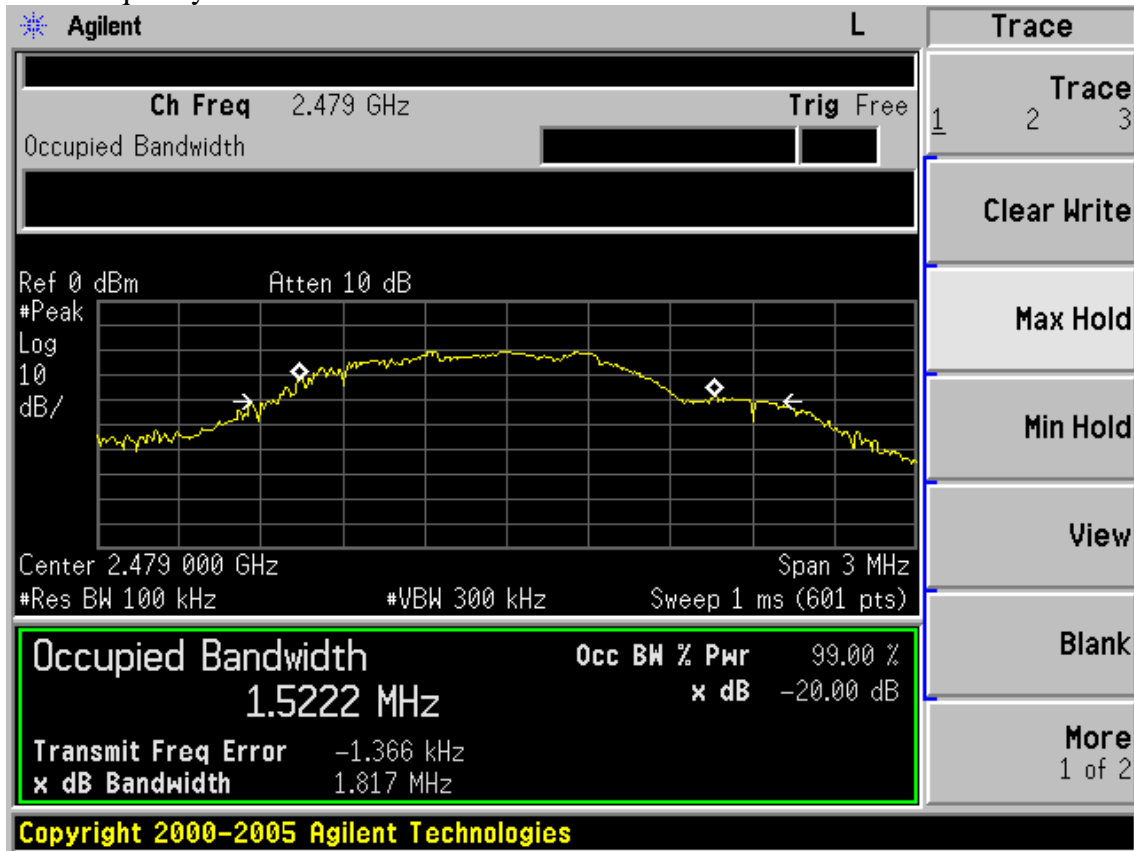 Agilent L Trace
Ch Freq 2.479 GHz Trig Free
Occupied Bandwidth
Trace
1 2 3
Clear Write
Max Hold
Min Hold
View
Blank
More
1 of 2
Ref 0 dBm Atten 10 dB
#Peak
Log
10
dB/
Center 2.479 000 GHz Span 3 MHz
#Res BW 100 kHz #VBW 300 kHz Sweep 1 ms (601 pts)
Occupied Bandwidth Occ BW % Pwr 99.00 %
1.5222 MHz x dB -20.00 dB
Transmit Freq Error -1.366 kHz
x dB Bandwidth 1.817 MHz
Copyright 2000-2005 Agilent Technologies